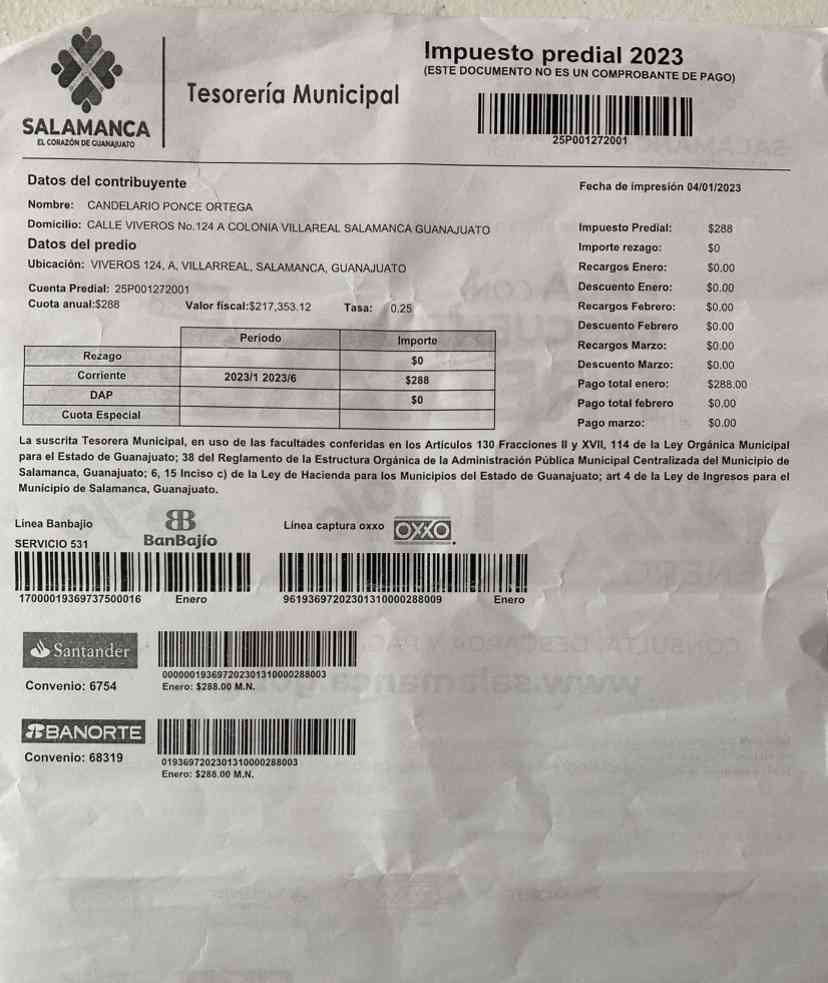 SALAMANCA
EL CORAZÓN DE GUANAJUATO
Tesorería Municipal
Impuesto predial 2023
(ESTE DOCUMENTO NO ES UN COMPROBANTE DE PAGO)
25P001272001
Datos del contribuyente
Fecha de impresión 04/01/2023
Nombre: CANDELARIO PONCE ORTEGA
Domicilio: CALLE VIVEROS No.124 A COLONIA VILLAREAL SALAMANCA GUANAJUATO
Datos del predio
Ubicación: VIVEROS 124, A, VILLARREAL, SALAMANCA, GUANAJUATO
Cuenta Predial: 25P001272001
Cuota anual:$288 Valor fiscal:$217,353.12 Tasa: 0.25
Periodo Importe
Rezago $0
Corriente 2023/1 2023/6 $288
DAP $0
Cuota Especial
Impuesto Predial: $288
Importe rezago: $0
Recargos Enero: $0.00
Descuento Enero: $0.00
Recargos Febrero: $0.00
Descuento Febrero $0.00
Recargos Marzo: $0.00
Descuento Marzo: $0.00
Pago total enero: $288.00
Pago total febrero $0.00
Pago marzo: $0.00
La suscrita Tesorera Municipal, en uso de las facultades conferidas en los Artículos 130 Fracciones II y XVII, 114 de la Ley Orgánica Municipal
para el Estado de Guanajuato; 38 del Reglamento de la Estructura Orgánica de la Administración Pública Municipal Centralizada del Municipio de
Salamanca, Guanajuato; 6, 15 Inciso c) de la Ley de Hacienda para los Municipios del Estado de Guanajuato; art 4 de la Ley de Ingresos para el
Municipio de Salamanca, Guanajuato.
Línea Banbajio
SERVICIO 531
BanBajío
Línea captura oxxo
OXXO
17000019369737500016 Enero
96193697202301310000288009 Enero
Santander
Convenio: 6754
0000001936972023013100002​88003
Enero: $288.00 M.N.
BANORTE
Convenio: 68319
0193697202301310000288003
Enero: $288.00 M.N.